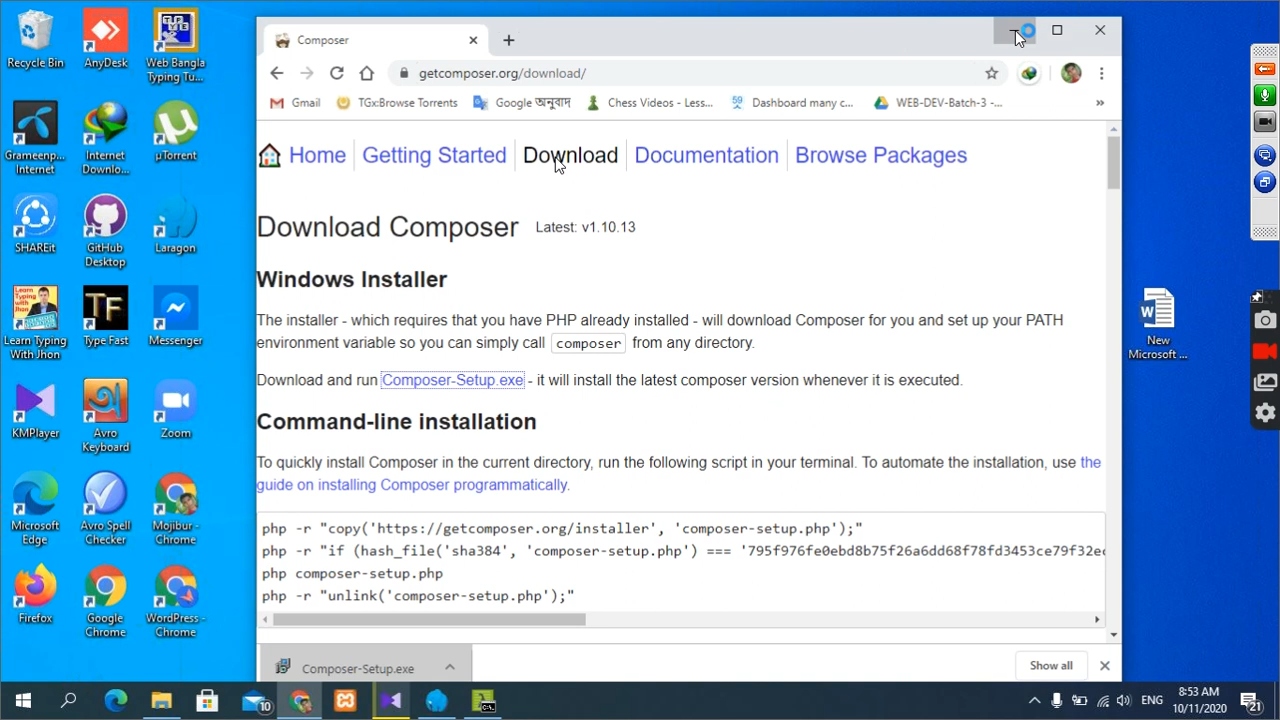 Recycle Bin
AnyDesk
Web Bangla
Typing Tu...
Grameenp...
Internet
Internet
Downlo...
µTorrent
SHAREit
GitHub
Desktop
Laragon
Learn Typing
With Jhon
Type Fast
Messenger
KMPlayer
Avro
Keyboard
Zoom
Microsoft
Edge
Avro Spell
Checker
Mojibur -
Chrome
Firefox
Google
Chrome
WordPress -
Chrome
Composer
getcomposer.org/download/
Gmail
TGx:Browse Torrents
Google অনুবাদ
Chess Videos - Less...
Dashboard many c...
WEB-DEV-Batch-3 -...
Home
Getting Started
Download
Documentation
Browse Packages
Download Composer Latest: v1.10.13
Windows Installer
The installer - which requires that you have PHP already installed - will download Composer for you and set up your PATH
environment variable so you can simply call composer from any directory.
Download and run Composer-Setup.exe - it will install the latest composer version whenever it is executed.
Command-line installation
To quickly install Composer in the current directory, run the following script in your terminal. To automate the installation, use the
guide on installing Composer programmatically.
php -r "copy('https://getcomposer.org/installer', 'composer-setup.php');"
php -r "if (hash_file('sha384', 'composer-setup.php') === '795f976fe0ebd8b75f26a6dd68f78fd3453ce79f32ec
php composer-setup.php
php -r "unlink('composer-setup.php');"
Composer-Setup.exe
Show all
New
Microsoft ...
10
ENG
8:53 AM
10/11/2020
21